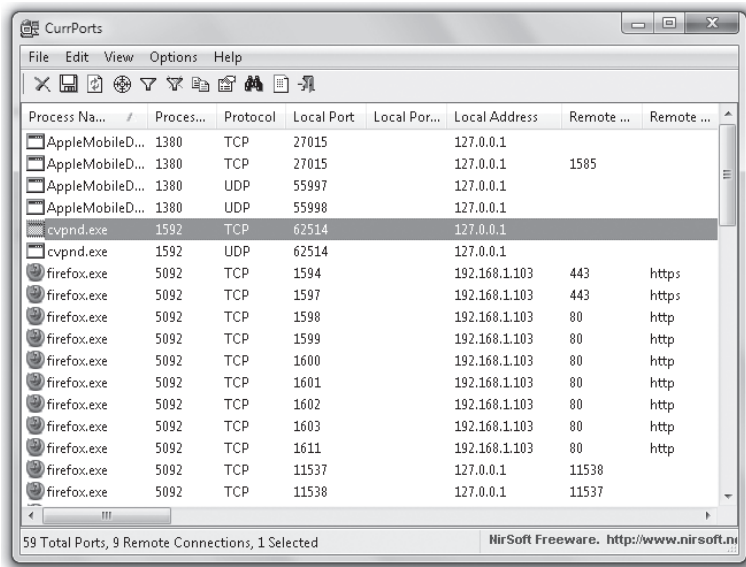 CurrPorts
File Edit View Options Help
Process Na... / Proces... Protocol Local Port Local Por... Local Address Remote ... Remote ...
AppleMobileD... 1380 TCP 27015 127.0.0.1
AppleMobileD... 1380 TCP 27015 127.0.0.1 1585
AppleMobileD... 1380 UDP 55997 127.0.0.1
AppleMobileD... 1380 UDP 55998 127.0.0.1
cvpnd.exe 1592 TCP 62514 127.0.0.1
cvpnd.exe 1592 UDP 62514 127.0.0.1
firefox.exe 5092 TCP 1594 192.168.1.103 443 https
firefox.exe 5092 TCP 1597 192.168.1.103 443 https
firefox.exe 5092 TCP 1598 192.168.1.103 80 http
firefox.exe 5092 TCP 1599 192.168.1.103 80 http
firefox.exe 5092 TCP 1600 192.168.1.103 80 http
firefox.exe 5092 TCP 1601 192.168.1.103 80 http
firefox.exe 5092 TCP 1602 192.168.1.103 80 http
firefox.exe 5092 TCP 1603 192.168.1.103 80 http
firefox.exe 5092 TCP 1611 192.168.1.103 80 http
firefox.exe 5092 TCP 11537 127.0.0.1 11538
firefox.exe 5092 TCP 11538 127.0.0.1 11537
59 Total Ports, 9 Remote Connections, 1 Selected NirSoft Freeware. http://www.nirsoft.n